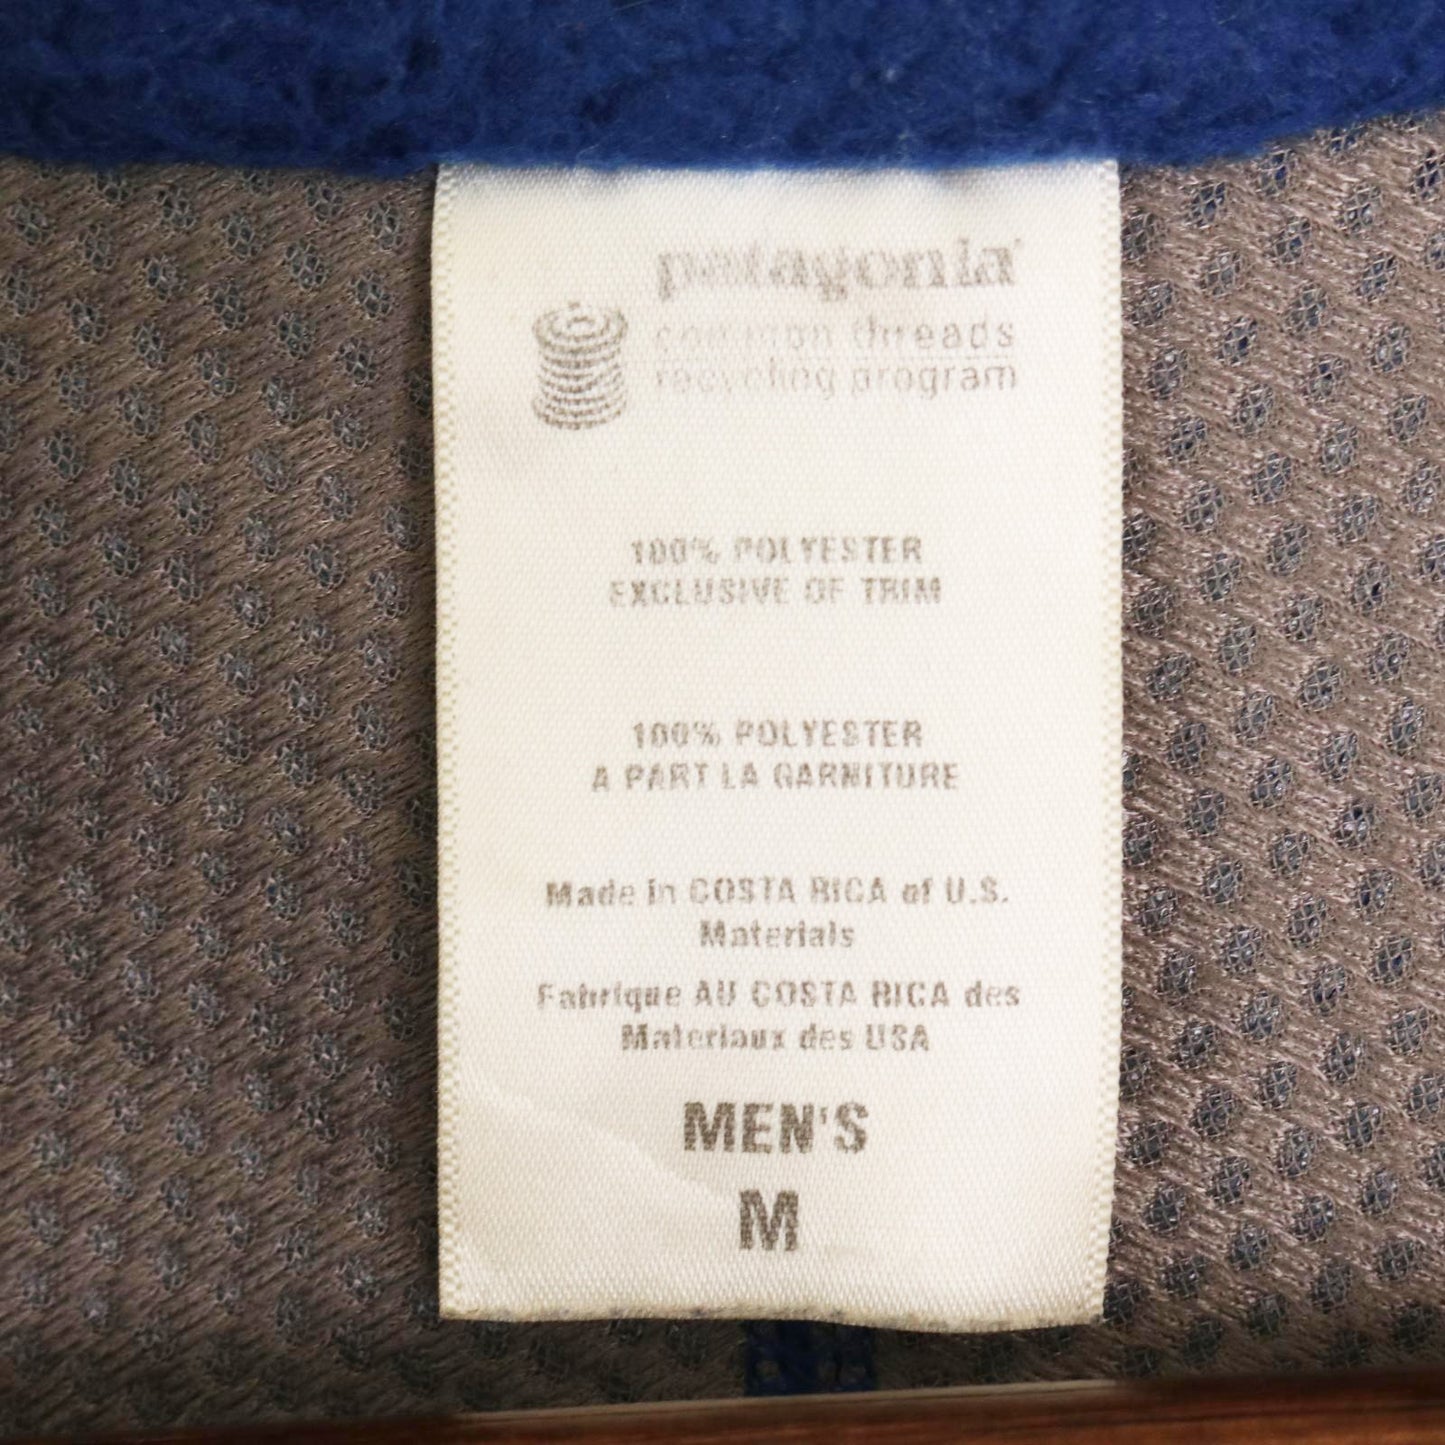 patagonia
common threads
recycling program
100% POLYESTER
EXCLUSIVE OF TRIM
100% POLYESTER
A PART LA GARNITURE
Made in COSTA RICA of U.S.
Materials
Fabrique AU COSTA RICA des
Materiaux des USA
MEN'S
M